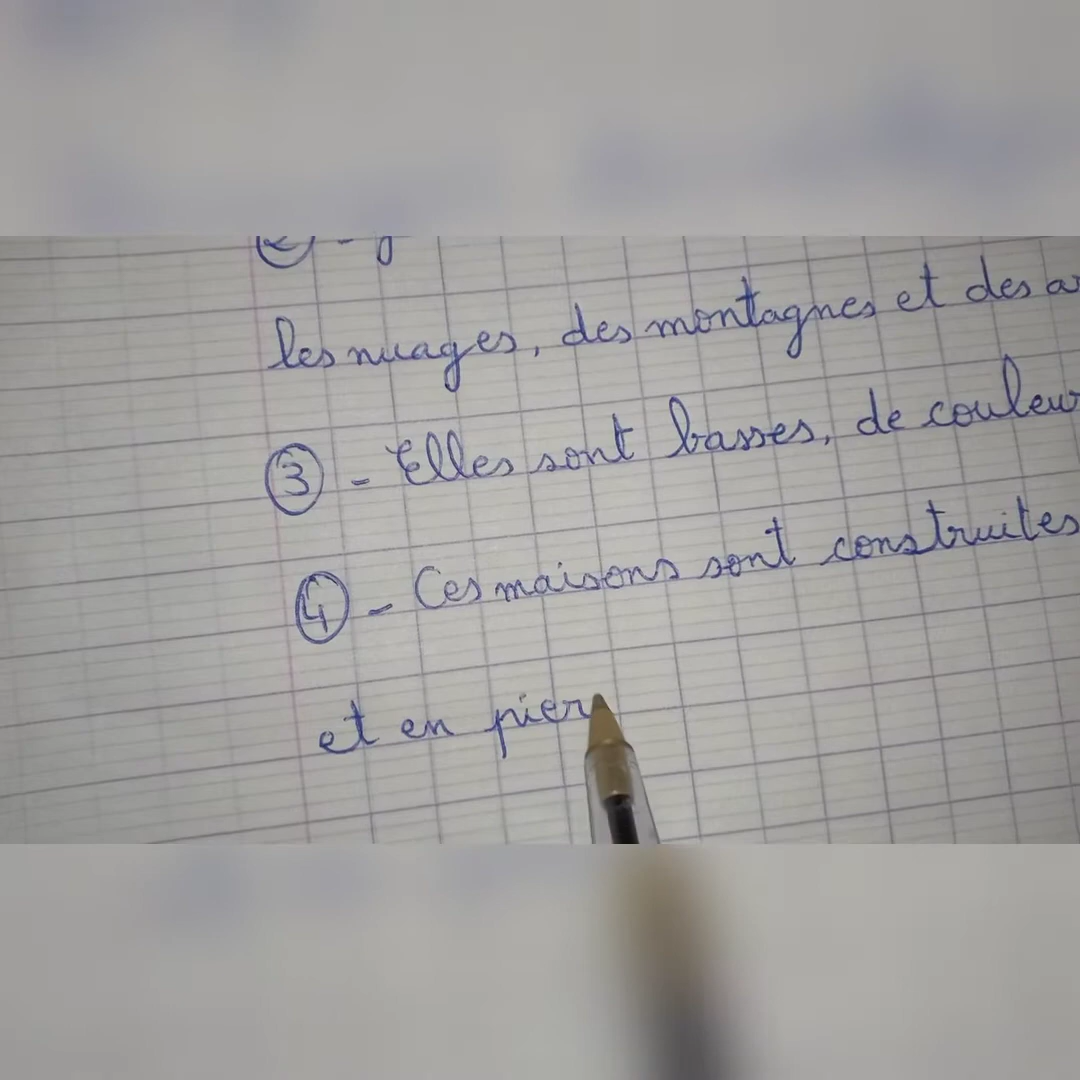 les nuages, des montagnes et des
③ - Elles sont basses, de couleur
④ - Ces maisons sont construites
et en pier